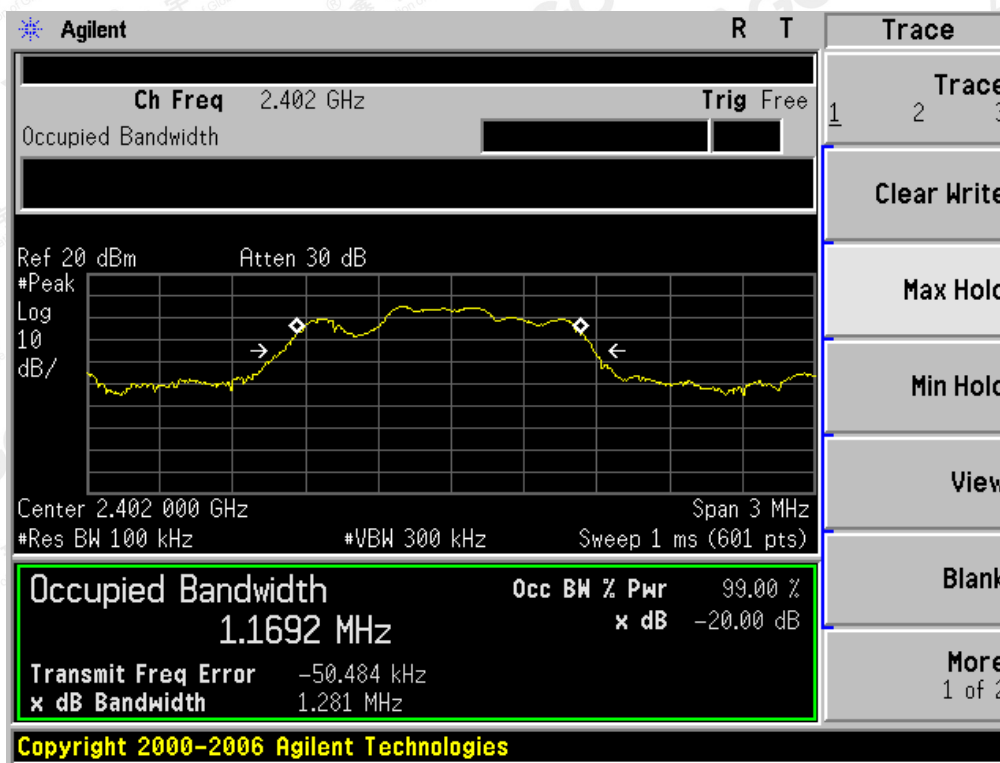 Agilent R T
Trace
Ch Freq 2.402 GHz Trig Free
Occupied Bandwidth
Ref 20 dBm Atten 30 dB
#Peak
Log
10
dB/
Center 2.402 000 GHz Span 3 MHz
#Res BW 100 kHz #VBW 300 kHz Sweep 1 ms (601 pts)
Occupied Bandwidth
1.1692 MHz
Occ BW % Pwr 99.00 %
x dB -20.00 dB
Transmit Freq Error -50.484 kHz
x dB Bandwidth 1.281 MHz
Copyright 2000-2006 Agilent Technologies
Trace
1 2 3
Clear Write
Max Hold
Min Hold
View
Blank
More
1 of 2